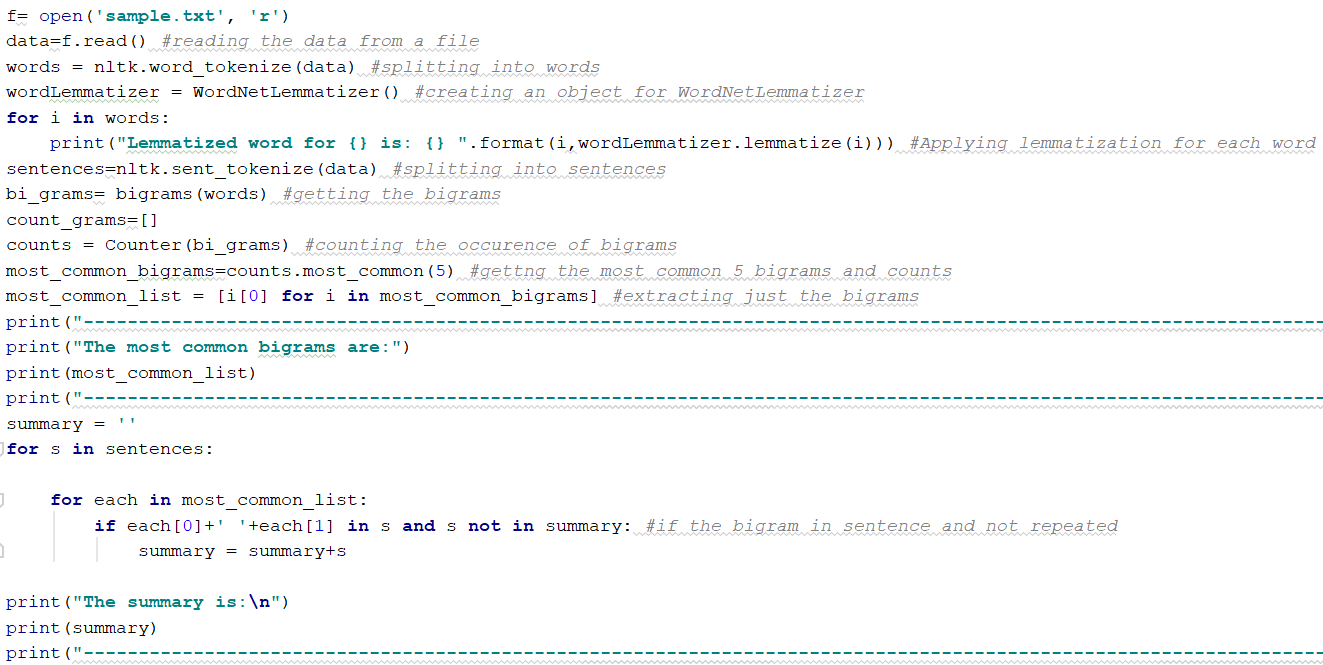 f= open('sample.txt', 'r')
data=f.read() #reading the data from a file
words = nltk.word_tokenize(data) #splitting into words
wordLemmatizer = WordNetLemmatizer() #creating an object for WordNetLemmatizer
for i in words:
    print("Lemmatized word for {} is: {} ".format(i,wordLemmatizer.lemmatize(i))) #Applying lemmatization for each word
sentences=nltk.sent_tokenize(data) #splitting into sentences
bi_grams= bigrams(words) #getting the bigrams
count_grams=[]
counts = Counter(bi_grams) #counting the occurence of bigrams
most_common_bigrams=counts.most_common(5) #gettng the most common 5 bigrams and counts
most_common_list = [i[0] for i in most_common_bigrams] #extracting just the bigrams
print("-----------------------------------------------------------------------------------------------------------------
print("The most common bigrams are:")
print(most_common_list)
print("-----------------------------------------------------------------------------------------------------------------
summary = ''
for s in sentences:
    for each in most_common_list:
        if each[0]+' '+each[1] in s and s not in summary: #if the bigram in sentence and not repeated
            summary = summary+s
print("The summary is:\n")
print(summary)
print("-----------------------------------------------------------------------------------------------------------------